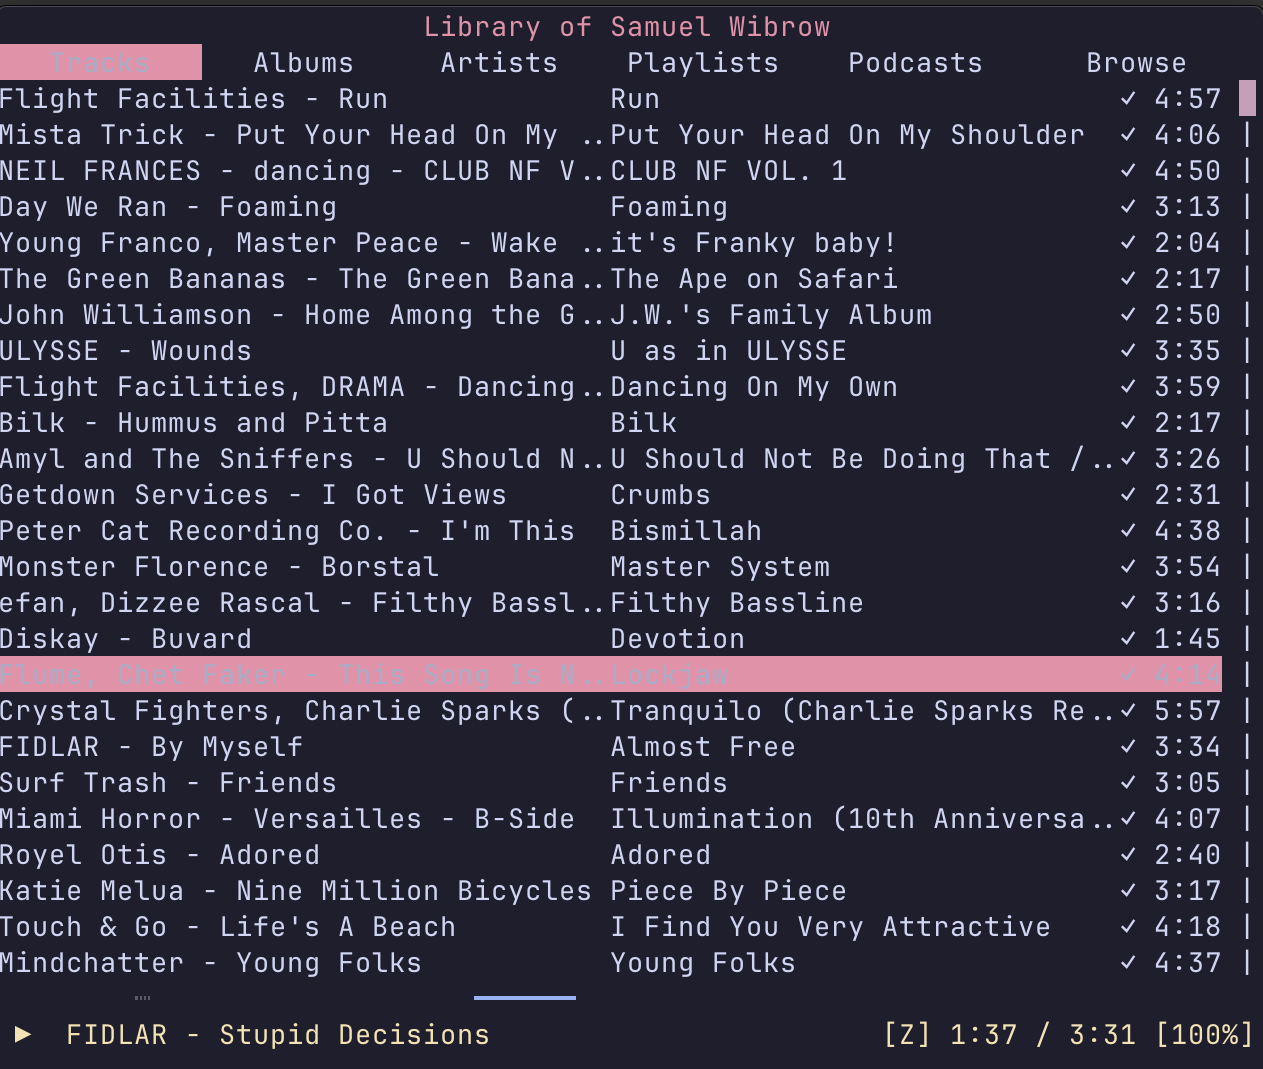 Library of Samuel Wibrow
Tracks Albums Artists Playlists Podcasts Browse
Flight Facilities - Run Run ✓ 4:57
Mista Trick - Put Your Head On My .. Put Your Head On My Shoulder ✓ 4:06
NEIL FRANCES - dancing - CLUB NF V.. CLUB NF VOL. 1 ✓ 4:50
Day We Ran - Foaming Foaming ✓ 3:13
Young Franco, Master Peace - Wake .. it's Franky baby! ✓ 2:04
The Green Bananas - The Green Bana.. The Ape on Safari ✓ 2:17
John Williamson - Home Among the G.. J.W.'s Family Album ✓ 2:50
ULYSSE - Wounds U as in ULYSSE ✓ 3:35
Flight Facilities, DRAMA - Dancing.. Dancing On My Own ✓ 3:59
Bilk - Hummus and Pitta Bilk ✓ 2:17
Amyl and The Sniffers - U Should N.. U Should Not Be Doing That /.. ✓ 3:26
Getdown Services - I Got Views Crumbs ✓ 2:31
Peter Cat Recording Co. - I'm This Bismillah ✓ 4:38
Monster Florence - Borstal Master System ✓ 3:54
efan, Dizzee Rascal - Filthy Bassl.. Filthy Bassline ✓ 3:16
Diskay - Buvard Devotion ✓ 1:45
Flume, Chet Faker - This Song Is N.. Lockjaw ✓ 4:14
Crystal Fighters, Charlie Sparks (.. Tranquilo (Charlie Sparks Re.. ✓ 5:57
FIDLAR - By Myself Almost Free ✓ 3:34
Surf Trash - Friends Friends ✓ 3:05
Miami Horror - Versailles - B-Side Illumination (10th Anniversa.. ✓ 4:07
Royel Otis - Adored Adored ✓ 2:40
Katie Melua - Nine Million Bicycles Piece By Piece ✓ 3:17
Touch & Go - Life's A Beach I Find You Very Attractive ✓ 4:18
Mindchatter - Young Folks Young Folks ✓ 4:37
▶ FIDLAR - Stupid Decisions [Z] 1:37 / 3:31 [100%]